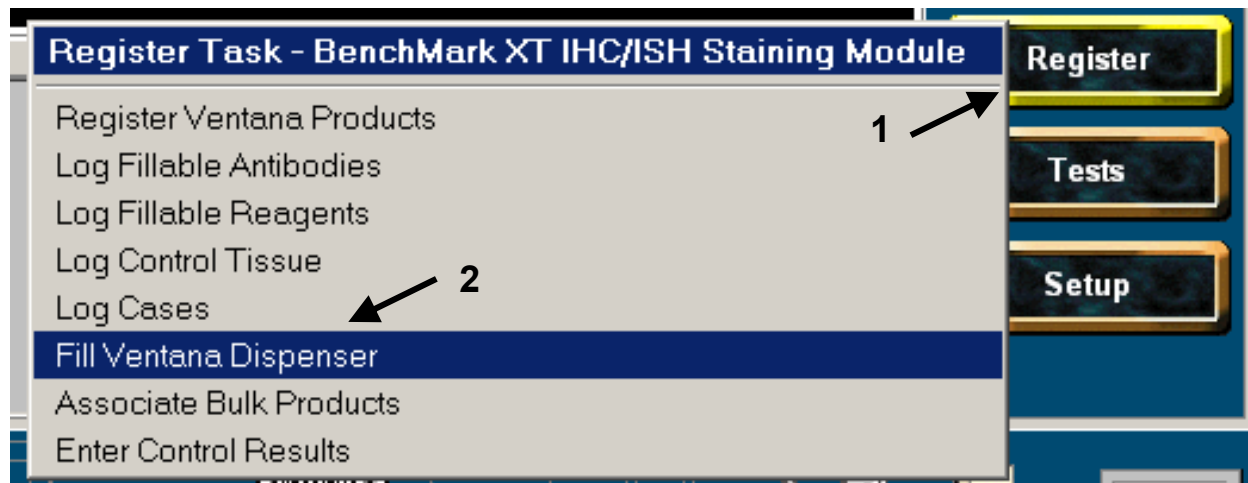 Register Task - BenchMark XT IHC/ISH Staining Module
Register
1
Register Ventana Products
Log Fillable Antibodies
Tests
Log Fillable Reagents
Log Control Tissue
2
Setup
Log Cases
Fill Ventana Dispenser
Associate Bulk Products
Enter Control Results